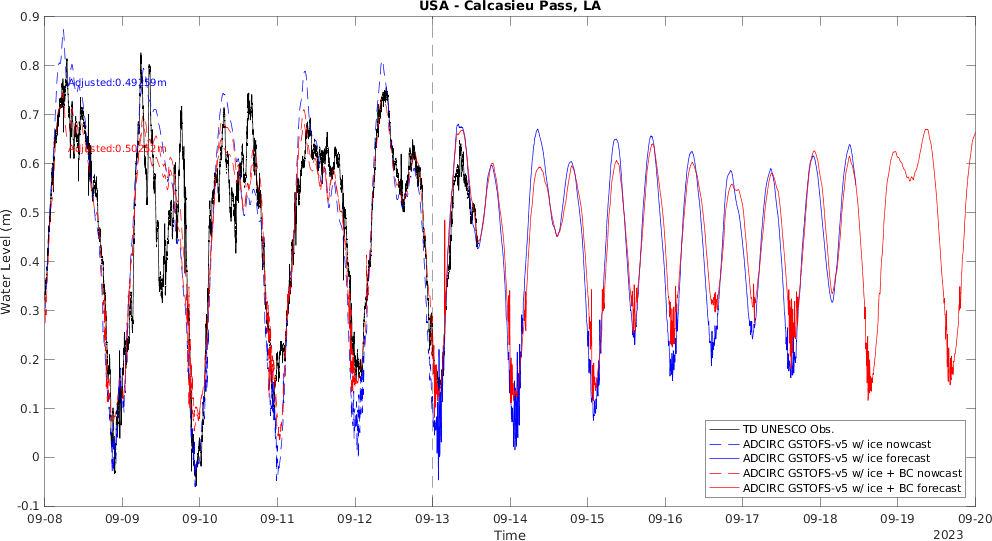 USA - Calcasieu Pass, LA
0.9
0.8
0.7
0.6
0.5
0.4
0.3
0.2
0.1
0
-0.1
Water Level (m)
Adjusted:0.49759m
Adjusted:0.50252m
TD UNESCO Obs.
ADCIRC GSTOFS-v5 w/ ice nowcast
ADCIRC GSTOFS-v5 w/ ice forecast
ADCIRC GSTOFS-v5 w/ ice + BC nowcast
ADCIRC GSTOFS-v5 w/ ice + BC forecast
09-08 09-09 09-10 09-11 09-12 09-13 09-14 09-15 09-16 09-17 09-18 09-19 09-20
Time
2023